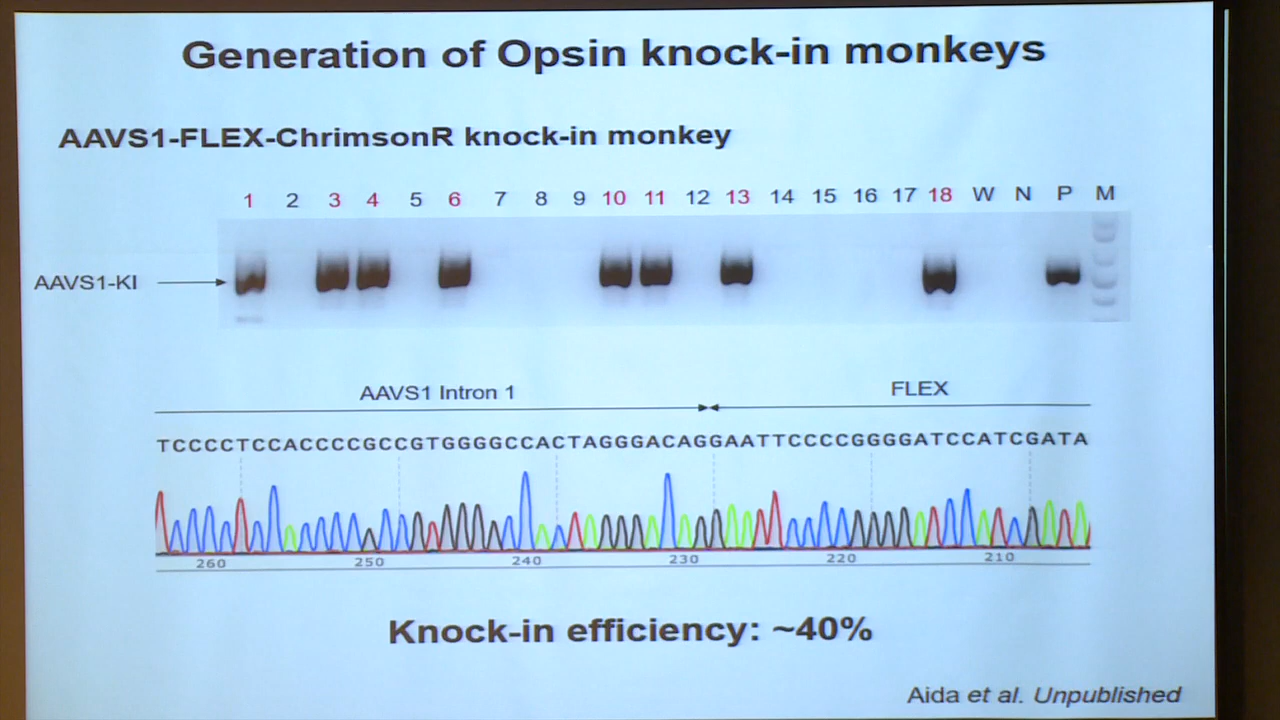 Generation of Opsin knock-in monkeys
AAVS1-FLEX-ChrimsonR knock-in monkey
1 2 3 4 5 6 7 8 9 10 11 12 13 14 15 16 17 18 W N P M
AAVS1-KI
AAVS1 Intron 1 FLEX
TCCCCTCCACCCCGCCGTGGGGCCACTAGGGACAGGAATTCCCCGGGGATCCATCGATA
260 250 240 230 220 210
Knock-in efficiency: ~40%
Aida et al. Unpublished